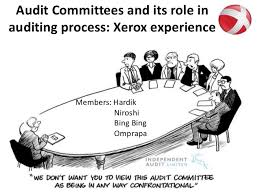 Audit Committees and its role in
auditing process: Xerox experience
Members: Hardik
Niroshi
Bing Bing
Omprapa
INDEPENDENT
AUDIT LIMITED
"WE DON'T WANT YOU TO VIEW THIS AUDIT COMMITTEE
AS BEING IN ANY WAY CONFRONTATIONAL"